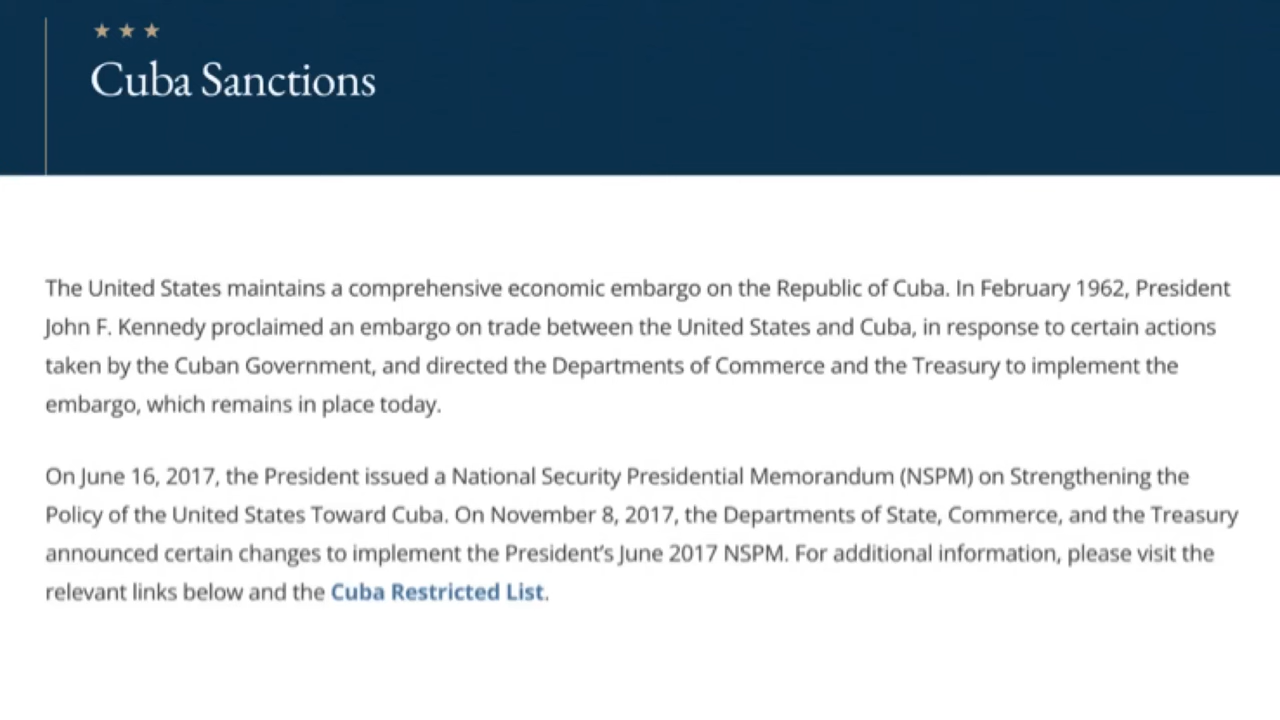 Cuba Sanctions
The United States maintains a comprehensive economic embargo on the Republic of Cuba. In February 1962, President
John F. Kennedy proclaimed an embargo on trade between the United States and Cuba, in response to certain actions
taken by the Cuban Government, and directed the Departments of Commerce and the Treasury to implement the
embargo, which remains in place today.
On June 16, 2017, the President issued a National Security Presidential Memorandum (NSPM) on Strengthening the
Policy of the United States Toward Cuba. On November 8, 2017, the Departments of State, Commerce, and the Treasury
announced certain changes to implement the President’s June 2017 NSPM. For additional information, please visit the
relevant links below and the Cuba Restricted List.